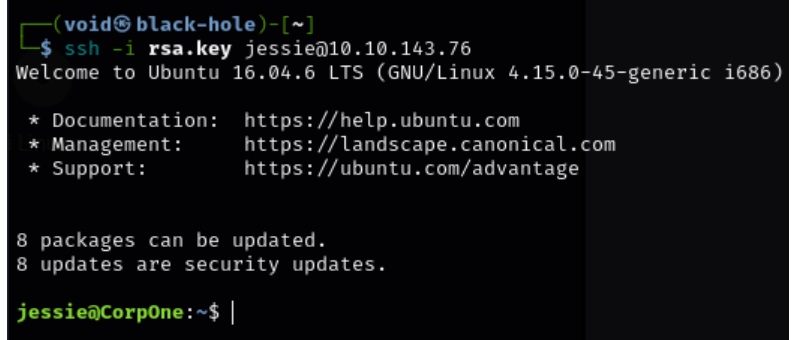 ┌──(void㉿black-hole)-[~]
└─$ ssh -i rsa.key jessie@10.10.143.76
Welcome to Ubuntu 16.04.6 LTS (GNU/Linux 4.15.0-45-generic i686)
* Documentation:  https://help.ubuntu.com
* Management:     https://landscape.canonical.com
* Support:        https://ubuntu.com/advantage
8 packages can be updated.
8 updates are security updates.
jessie@CorpOne:~$